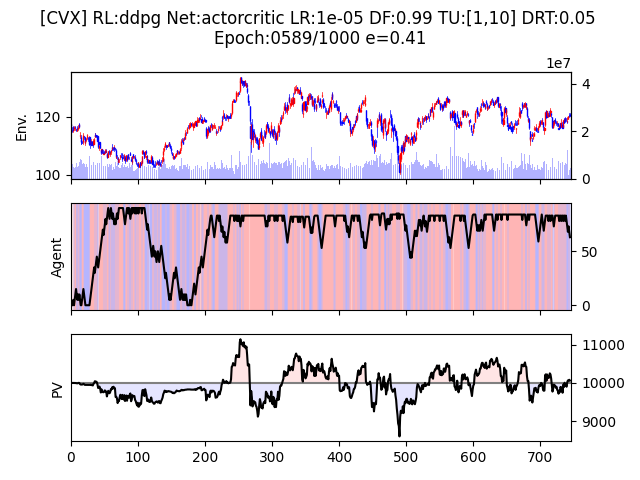 [CVX] RL:ddpg Net:actorcritic LR:1e-05 DF:0.99 TU:[1,10] DRT:0.05
Epoch:0589/1000 e=0.41
1e7
Env.
120
100
4
2
0
Agent
50
0
PV
11000
10000
9000
0 100 200 300 400 500 600 700